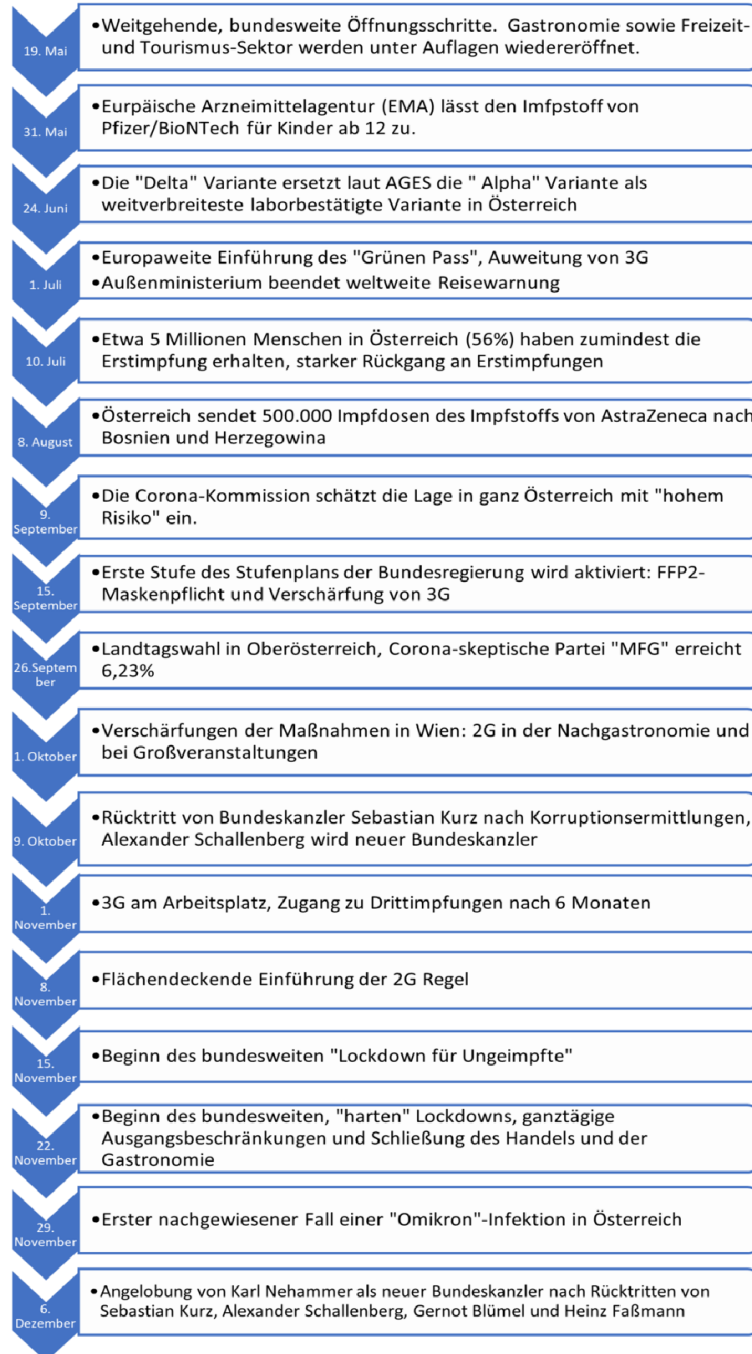 19. Mai
•Weitgehende, bundesweite Öffnungsschritte. Gastronomie sowie Freizeit-
und Tourismus-Sektor werden unter Auflagen wiedereröffnet.
31. Mai
•Eurpäische Arzneimittelagentur (EMA) lässt den Imfpstoff von
Pfizer/BioNTech für Kinder ab 12 zu.
24. Juni
•Die "Delta" Variante ersetzt laut AGES die " Alpha" Variante als
weitverbreiteste laborbestätigte Variante in Österreich
1. Juli
•Europaweite Einführung des "Grünen Pass", Auweitung von 3G
•Außenministerium beendet weltweite Reisewarnung
10. Juli
•Etwa 5 Millionen Menschen in Österreich (56%) haben zumindest die
Erstimpfung erhalten, starker Rückgang an Erstimpfungen
8. August
•Österreich sendet 500.000 Impfdosen des Impfstoffs von AstraZeneca nach
Bosnien und Herzegowina
9.
September
•Die Corona-Kommission schätzt die Lage in ganz Österreich mit "hohem
Risiko" ein.
15.
September
•Erste Stufe des Stufenplans der Bundesregierung wird aktiviert: FFP2-
Maskenpflicht und Verschärfung von 3G
26.Septem
ber
•Landtagswahl in Oberösterreich, Corona-skeptische Partei "MFG" erreicht
6,23%
1. Oktober
•Verschärfungen der Maßnahmen in Wien: 2G in der Nachgastronomie und
bei Großveranstaltungen
9. Oktober
•Rücktritt von Bundeskanzler Sebastian Kurz nach Korruptionsermittlungen,
Alexander Schallenberg wird neuer Bundeskanzler
1.
November
•3G am Arbeitsplatz, Zugang zu Drittimpfungen nach 6 Monaten
8.
November
•Flächendeckende Einführung der 2G Regel
15.
November
•Beginn des bundesweiten "Lockdown für Ungeimpfte"
22.
November
•Beginn des bundesweiten, "harten" Lockdowns, ganztägige
Ausgangsbeschränkungen und Schließung des Handels und der
Gastronomie
29.
November
•Erster nachgewiesener Fall einer "Omikron"-Infektion in Österreich
6.
Dezember
•Angelobung von Karl Nehammer als neuer Bundeskanzler nach Rücktritten von
Sebastian Kurz, Alexander Schallenberg, Gernot Blümel und Heinz Faßmann